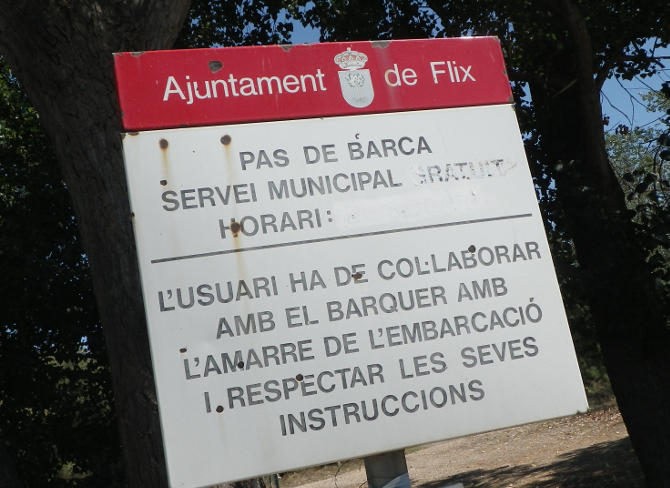 Ajuntament de Flix
PAS DE BARCA
SERVEI MUNICIPAL GRATUIT
HORARI:
L'USUARI HA DE COL·LABORAR
AMB EL BARQUER AMB
L'AMARRE DE L'EMBARCACIÓ
I RESPECTAR LES SEVES
INSTRUCCIONS